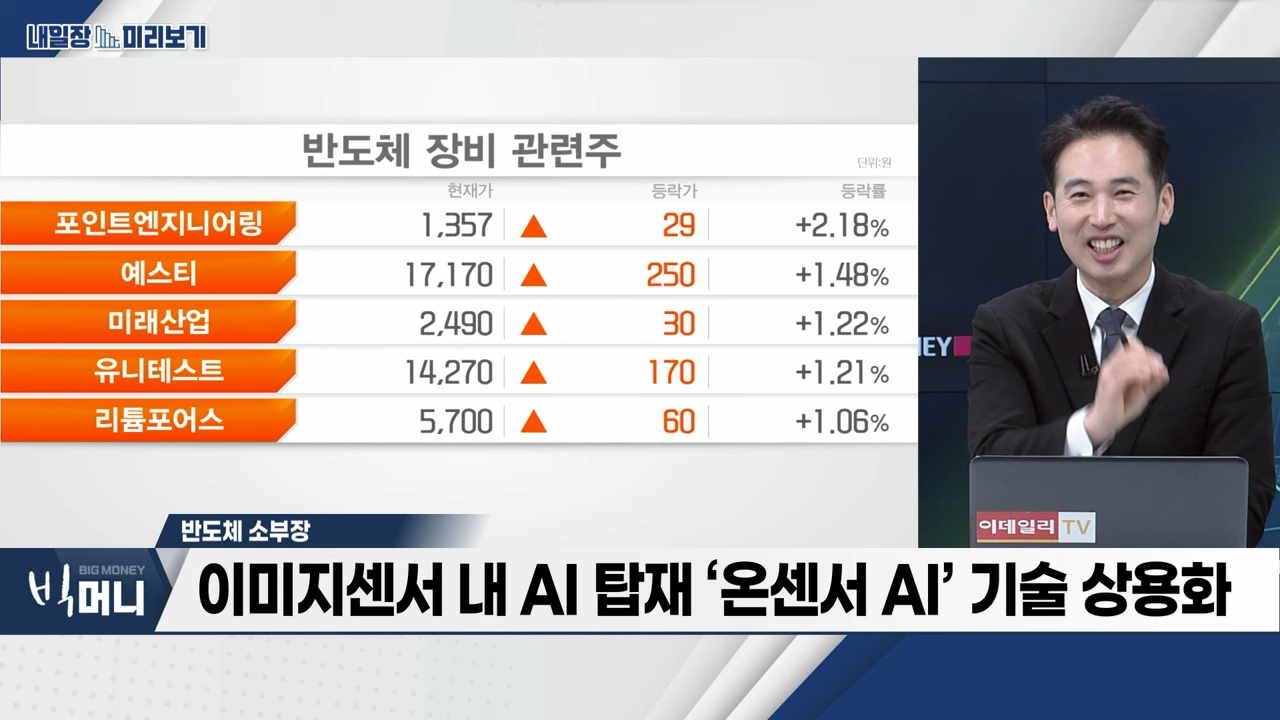 내일장 미리보기
반도체 장비 관련주
단위:원
현재가 등락가 등락률
포인트엔지니어링 1,357 ▲ 29 +2.18%
예스티 17,170 ▲ 250 +1.48%
미래산업 2,490 ▲ 30 +1.22%
유니테스트 14,270 ▲ 170 +1.21%
리튬포어스 5,700 ▲ 60 +1.06%
NEY
이데일리 TV
반도체 소부장
BIG MONEY
빅머니
이미지센서 내 AI 탑재 ‘온센서 AI’ 기술 상용화